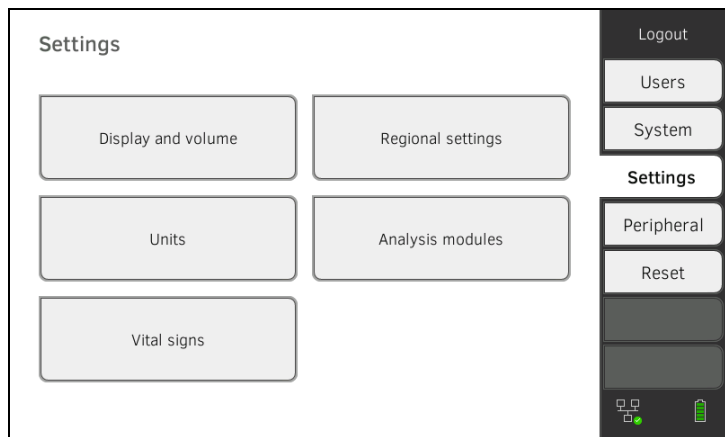 Settings
Display and volume
Regional settings
Units
Analysis modules
Vital signs
Logout
Users
System
Settings
Peripheral
Reset